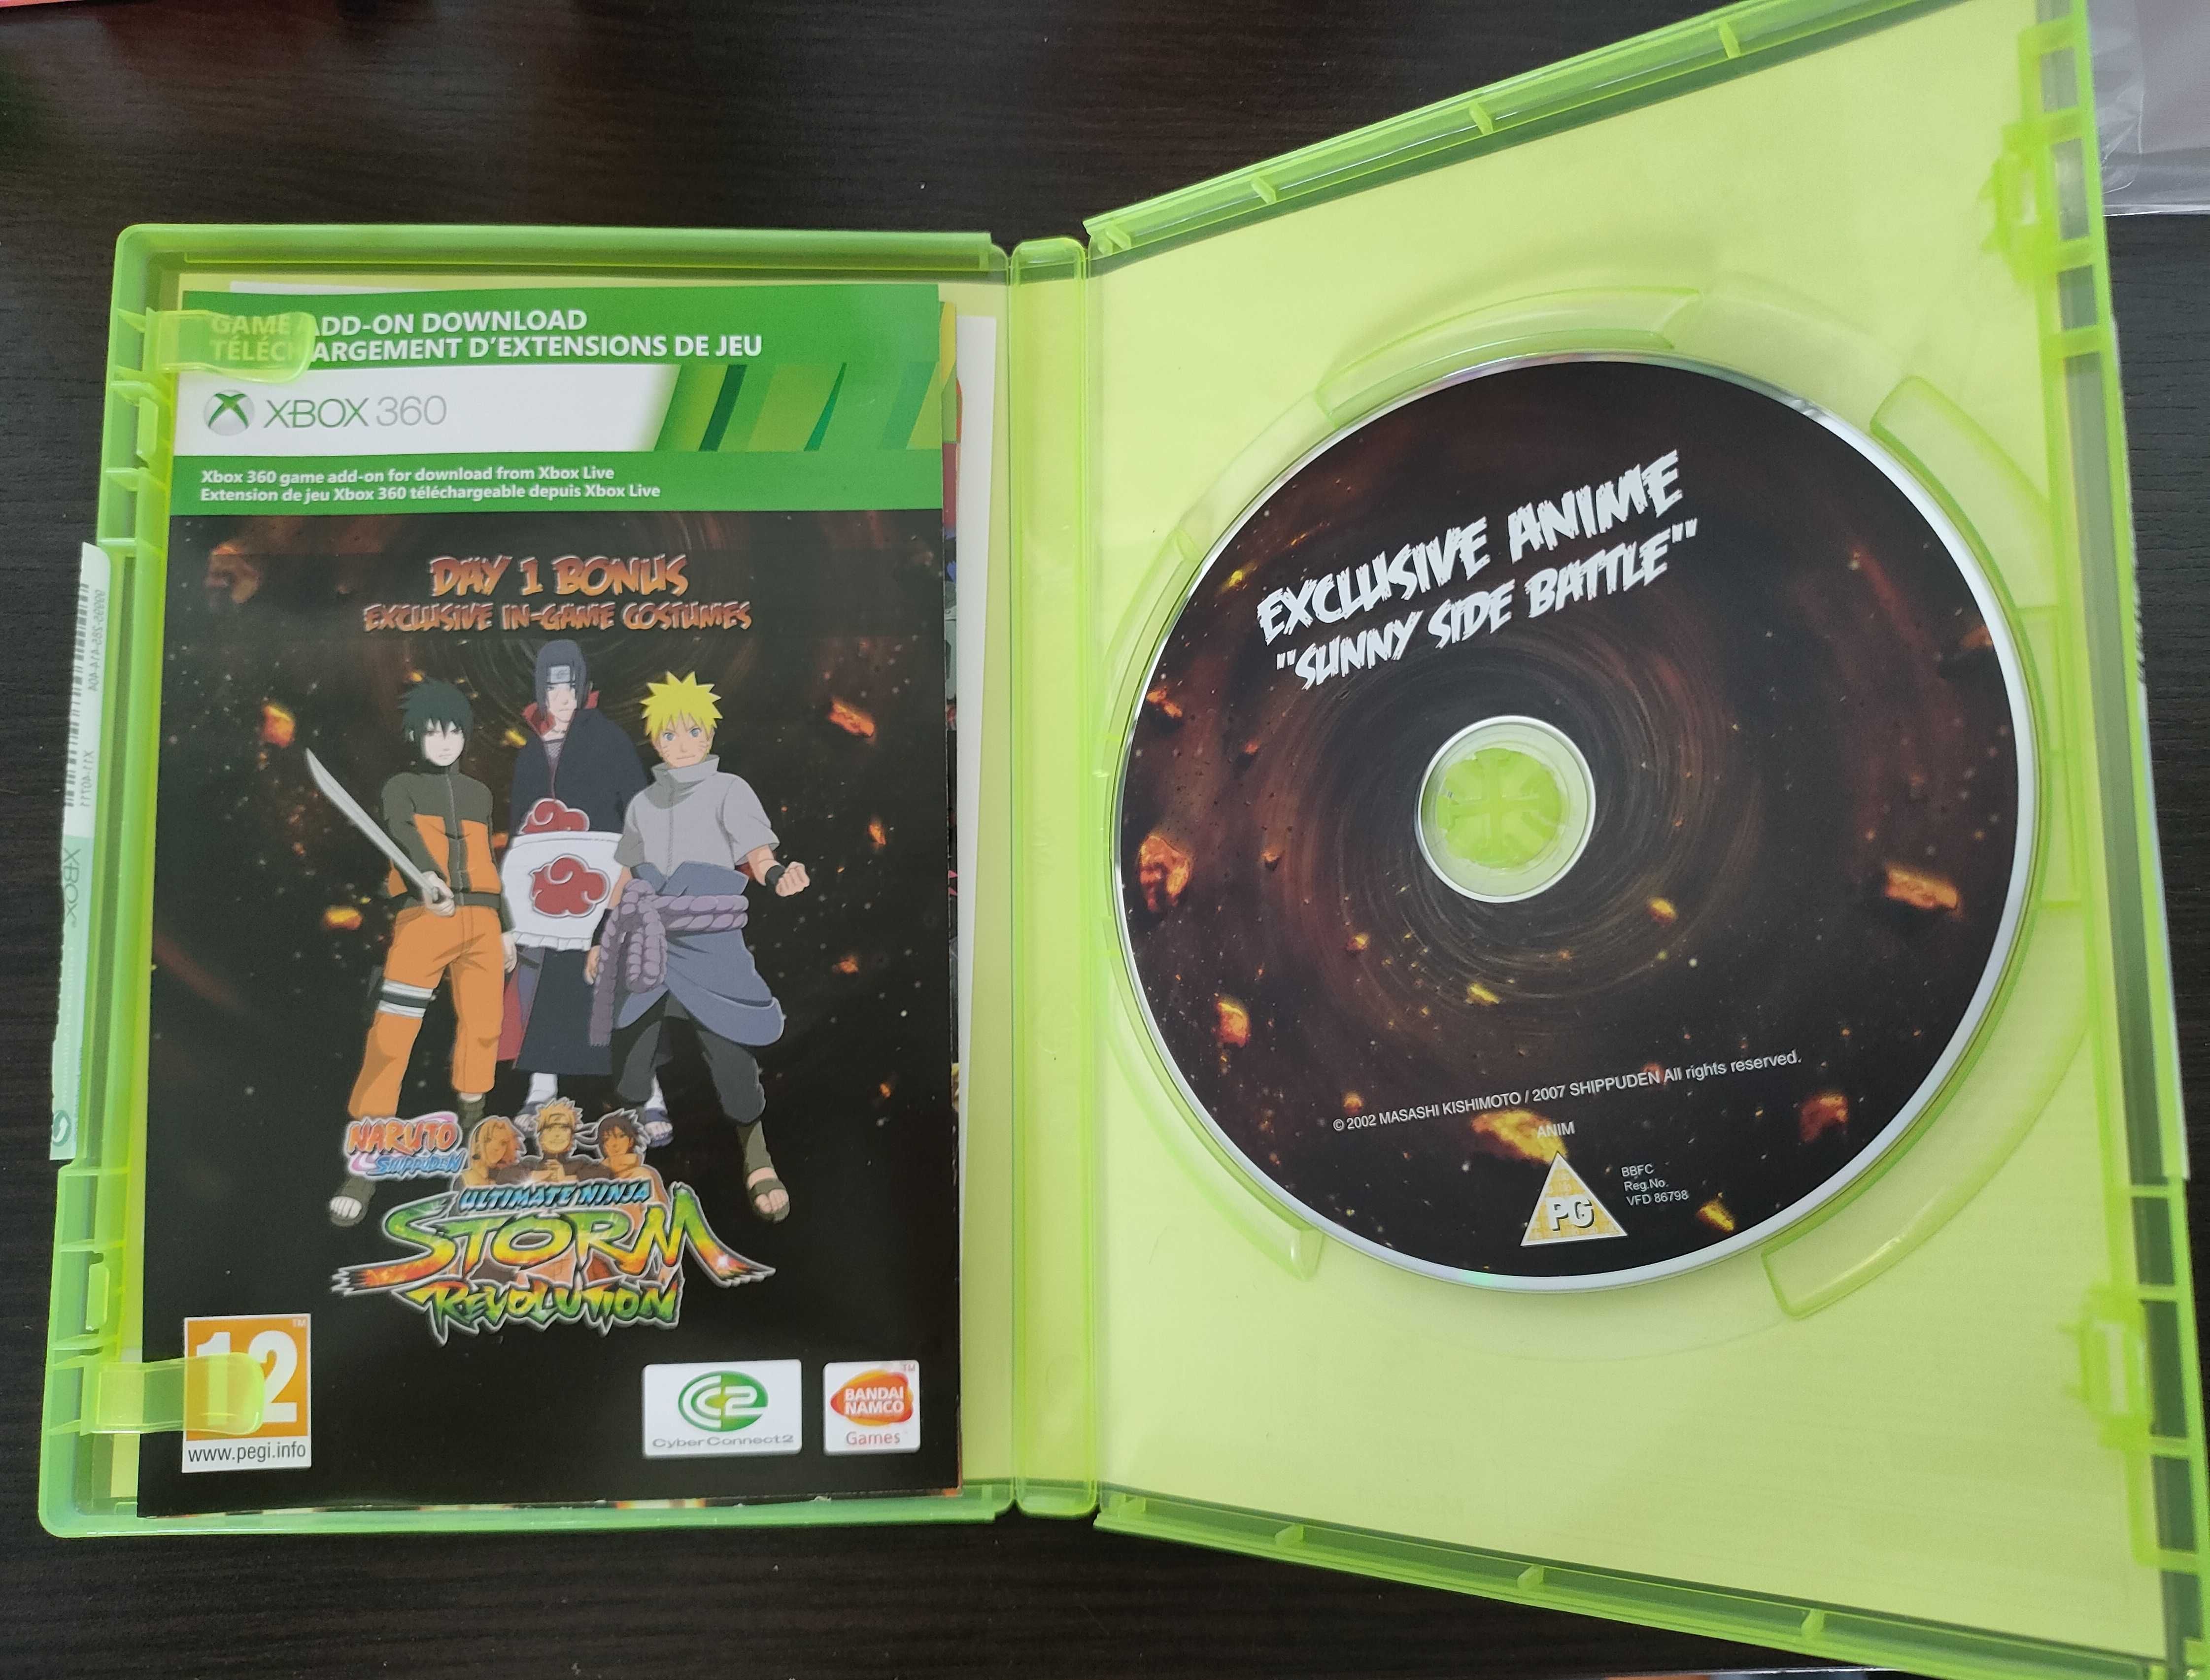 GAME ADD-ON DOWNLOAD
TÉLÉCHARGEMENT D'EXTENSIONS DE JEU
XBOX 360
Xbox 360 game add-on for download from Xbox Live
Extension de jeu Xbox 360 téléchargeable depuis Xbox Live
DAY 1 BONUS
EXCLUSIVE IN-GAME COSTUMES
NARUTO
SHIPPUDEN
ULTIMATE NINJA
STORM
REVOLUTION
12
www.pegi.info
CC2
CyberConnect2
BANDAI
NAMCO
Games
EXCLUSIVE ANIME
"SUNNY SIDE BATTLE"
© 2002 MASASHI KISHIMOTO / 2007 SHIPPUDEN All rights reserved.
ANIM
PG
BBFC
Reg.No.
VFD 86798
XBOX
X11-40711